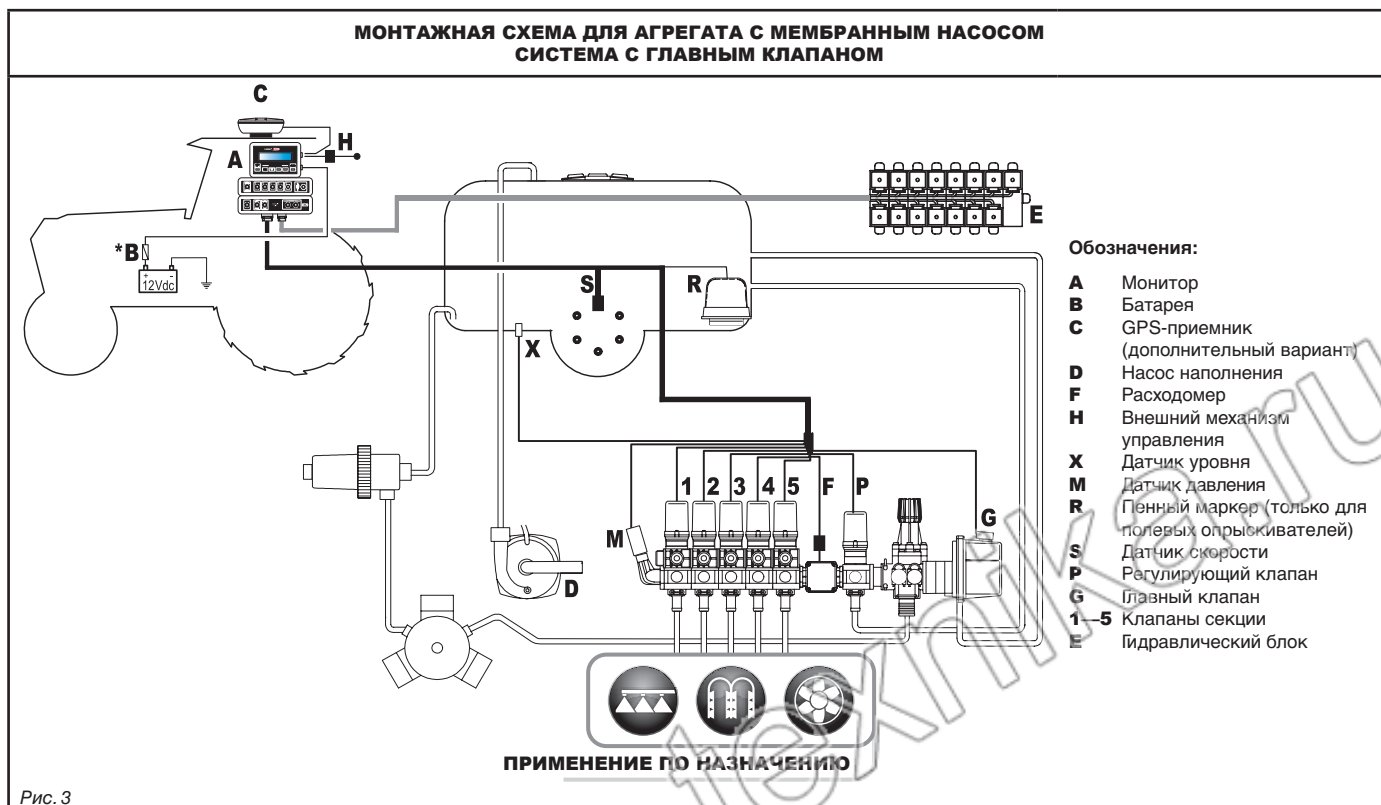 МОНТАЖНАЯ СХЕМА ДЛЯ АГРЕГАТА С МЕМБРАННЫМ НАСОСОМ
СИСТЕМА С ГЛАВНЫМ КЛАПАНОМ
C
H
A
*B
+ -
12Vdc
E
S
R
X
1 2 3 4 5 F P
M
G
D
Обозначения:
A Монитор
B Батарея
C GPS-приемник
(дополнительный вариант)
D Насос наполнения
F Расходомер
H Внешний механизм
управления
X Датчик уровня
M Датчик давления
R Пенный маркер (только для
полевых опрыскивателей)
S Датчик скорости
P Регулирующий клапан
G Главный клапан
1—5 Клапаны секции
E Гидравлический блок
ПРИМЕНЕНИЕ ПО НАЗНАЧЕНИЮ
Рис. 3
texnika.ru